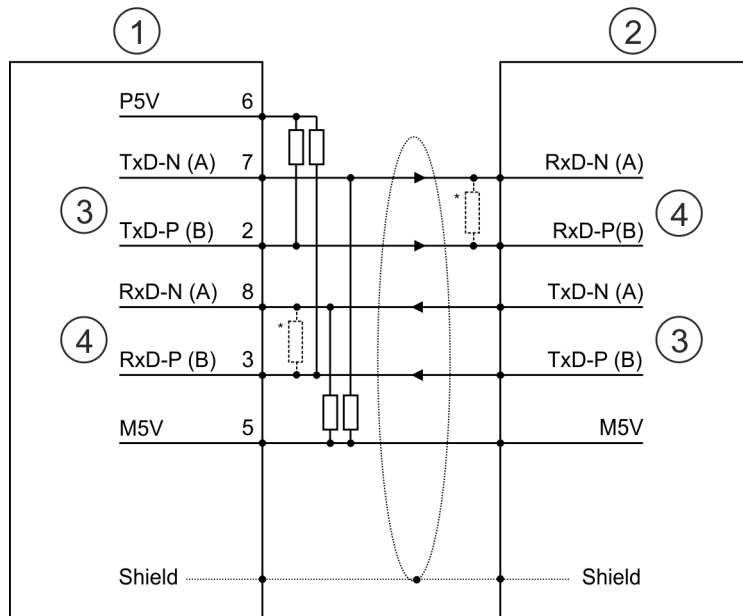 1
2
P5V 6
TxD-N (A) 7 RxD-N (A)
3 * 4
TxD-P (B) 2 RxD-P(B)
RxD-N (A) 8 TxD-N (A)
4 * 3
RxD-P (B) 3 TxD-P (B)
M5V 5 M5V
Shield Shield